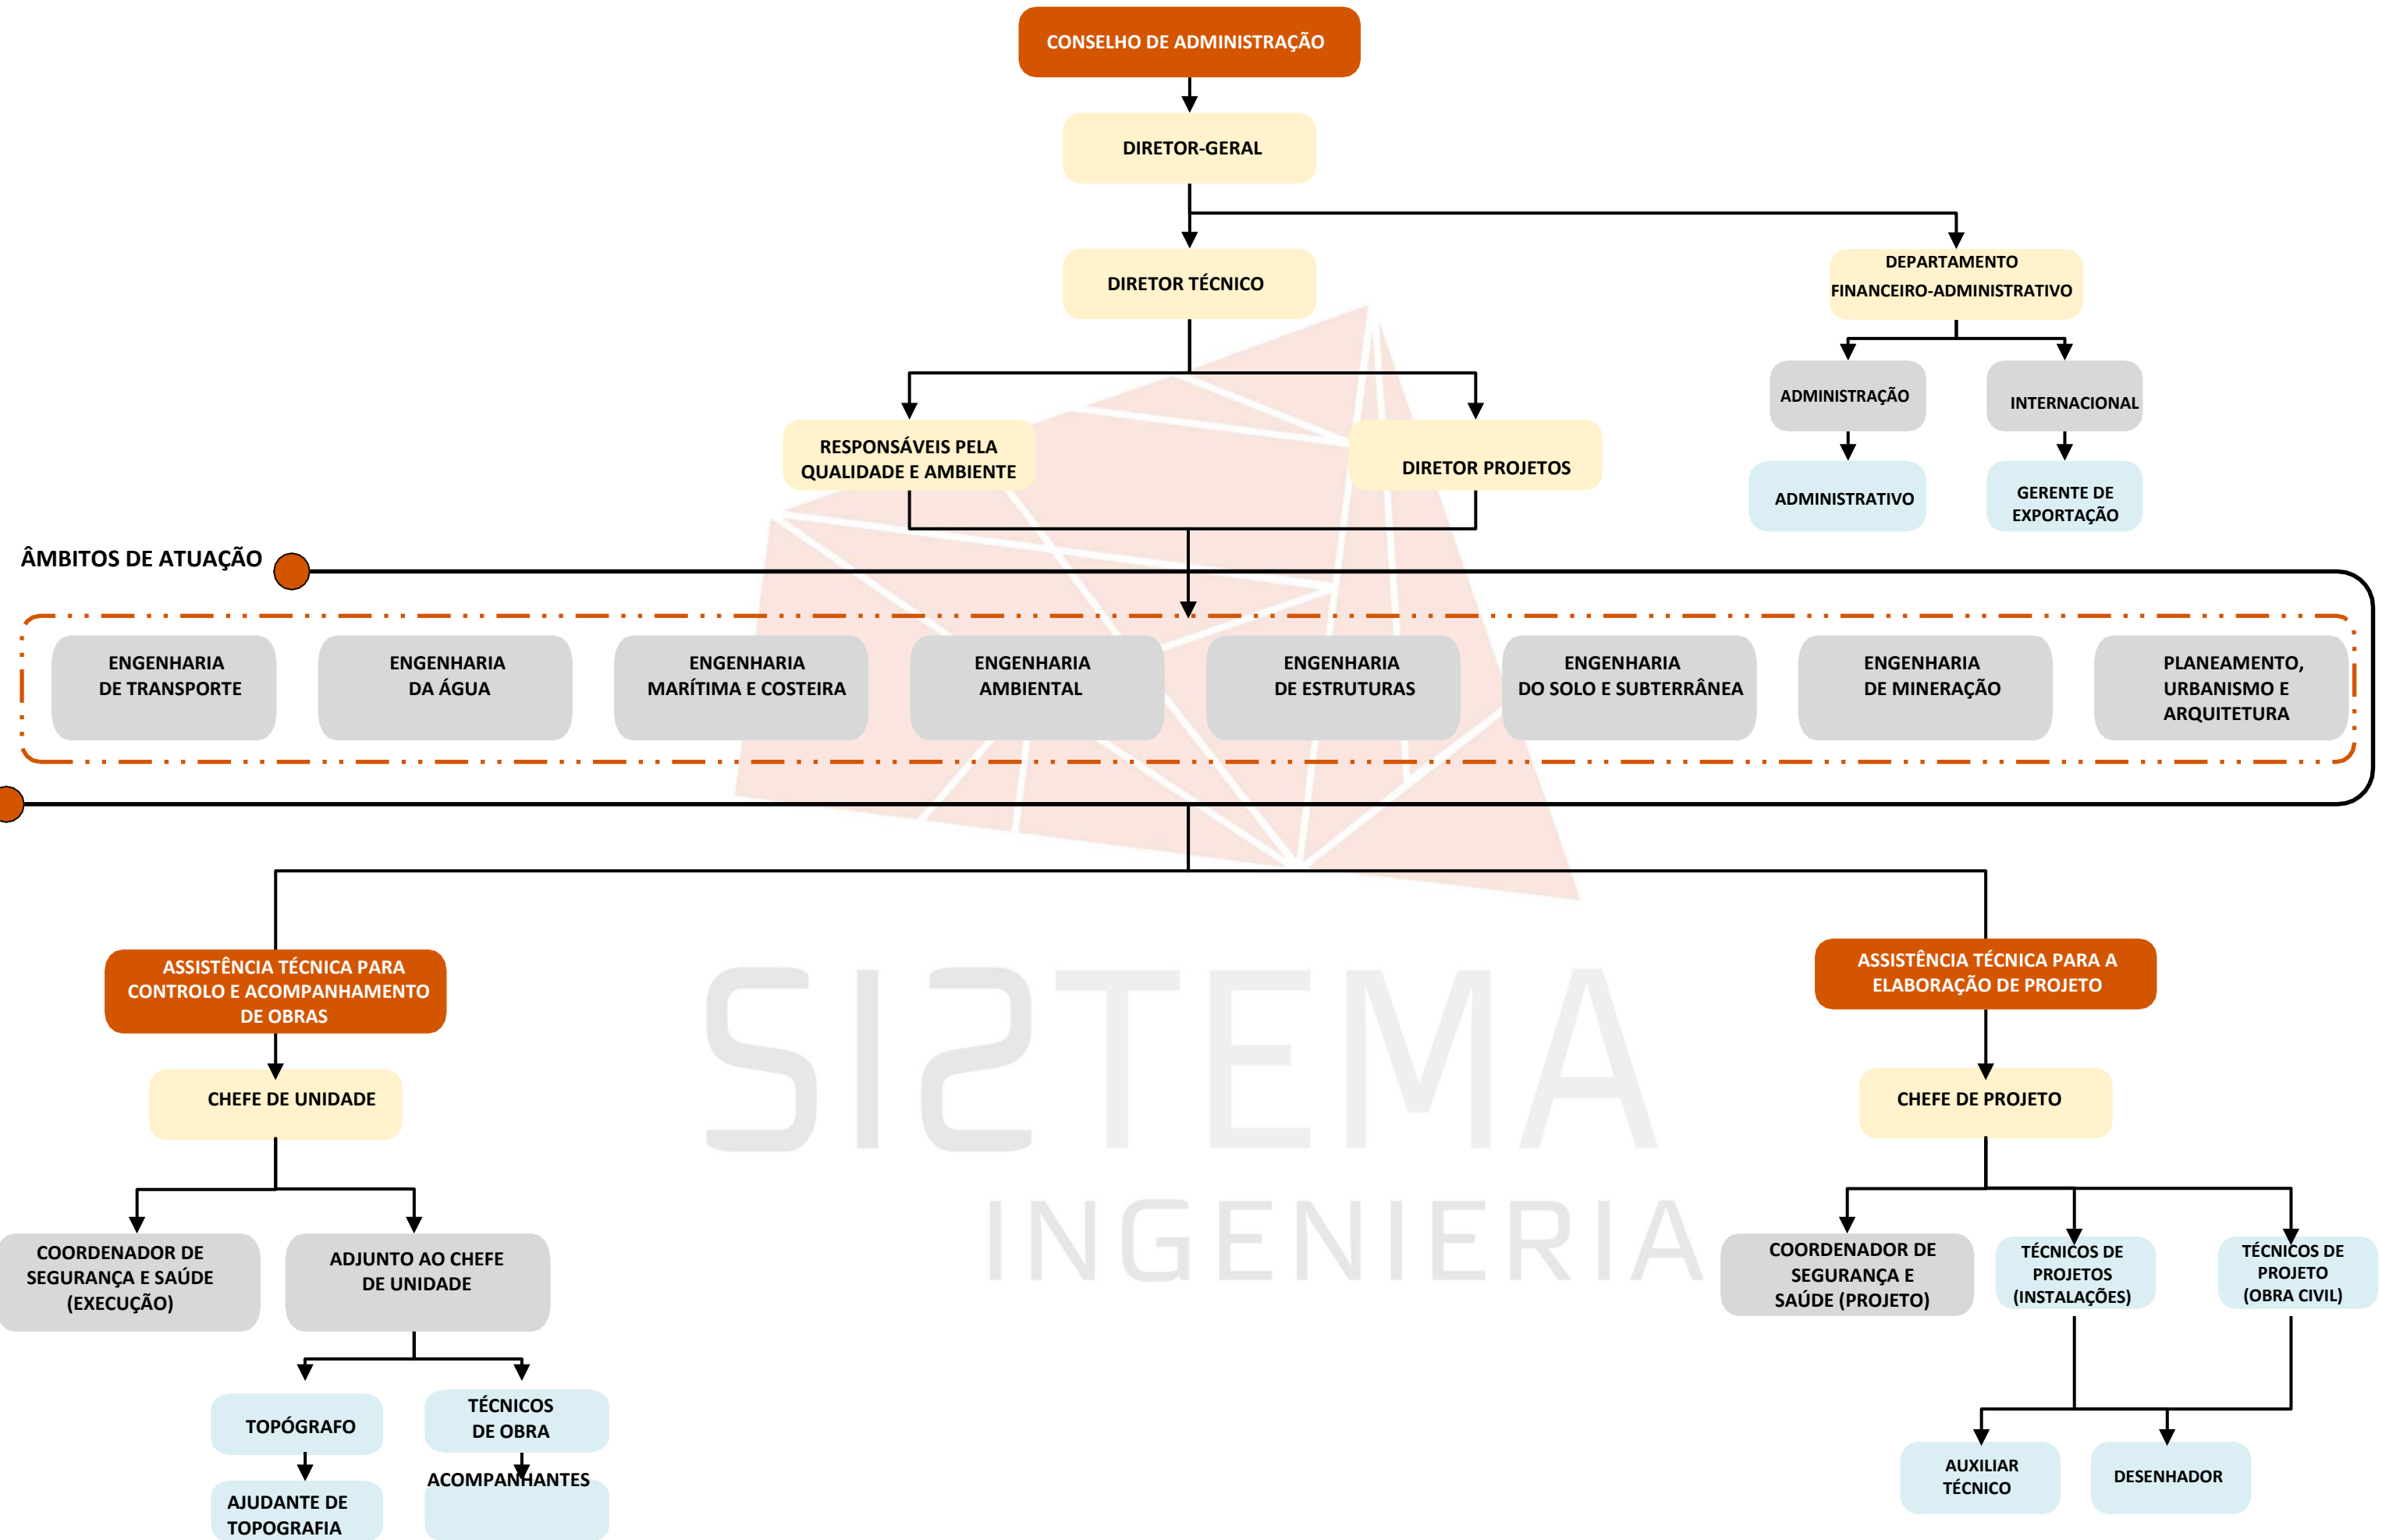 CONSELHO DE ADMINISTRAÇÃO
DIRETOR-GERAL
DIRETOR TÉCNICO
DEPARTAMENTO
FINANCEIRO-ADMINISTRATIVO
ADMINISTRAÇÃO
INTERNACIONAL
RESPONSÁVEIS PELA
QUALIDADE E AMBIENTE
DIRETOR PROJETOS
ADMINISTRATIVO
GERENTE DE
EXPORTAÇÃO
ÂMBITOS DE ATUAÇÃO
ENGENHARIA
DE TRANSPORTE
ENGENHARIA
DA ÁGUA
ENGENHARIA
MARÍTIMA E COSTEIRA
ENGENHARIA
AMBIENTAL
ENGENHARIA
DE ESTRUTURAS
ENGENHARIA
DO SOLO E SUBTERRÂNEA
ENGENHARIA
DE MINERAÇÃO
PLANEAMENTO,
URBANISMO E
ARQUITETURA
ASSISTÊNCIA TÉCNICA PARA
CONTROLO E ACOMPANHAMENTO
DE OBRAS
ASSISTÊNCIA TÉCNICA PARA A
ELABORAÇÃO DE PROJETO
CHEFE DE UNIDADE
CHEFE DE PROJETO
COORDENADOR DE
SEGURANÇA E SAÚDE
(EXECUÇÃO)
ADJUNTO AO CHEFE
DE UNIDADE
COORDENADOR DE
SEGURANÇA E
SAÚDE (PROJETO)
TÉCNICOS DE
PROJETOS
(INSTALAÇÕES)
TÉCNICOS DE
PROJETO
(OBRA CIVIL)
TOPÓGRAFO
TÉCNICOS
DE OBRA
AJUDANTE DE
TOPOGRAFIA
ACOMPANHANTES
AUXILIAR
TÉCNICO
DESENHADOR
SISTEMA
INGENIERIA